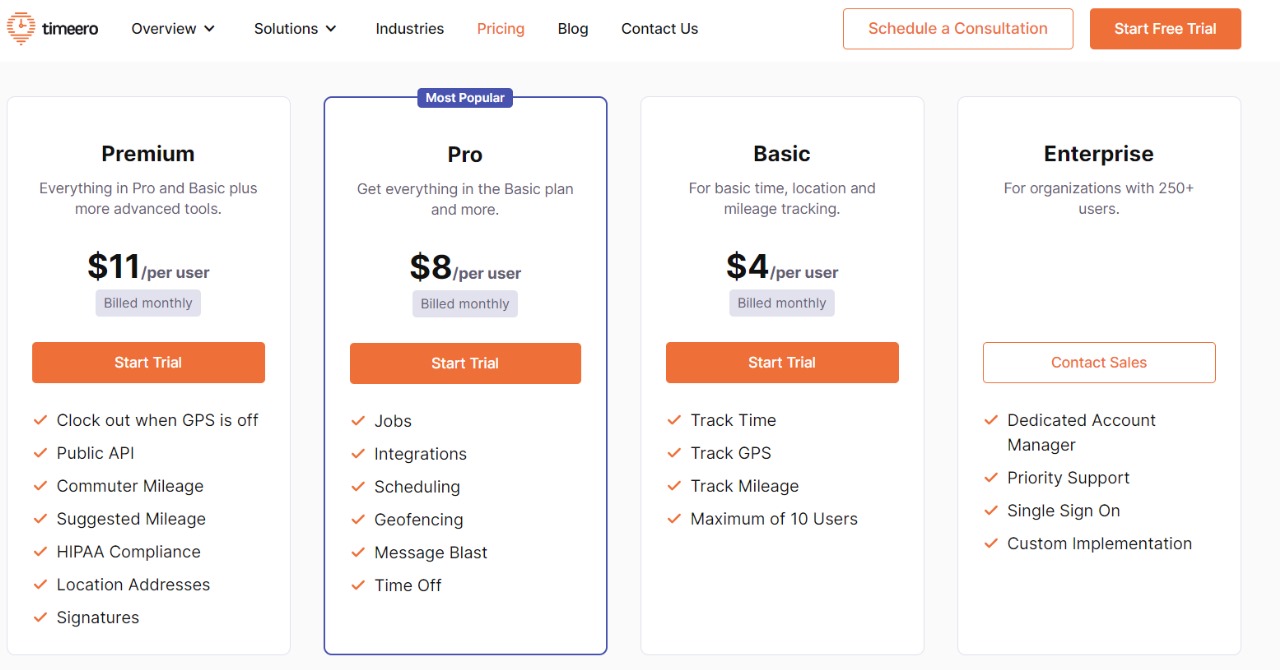 timeero
Overview
Solutions
Industries
Pricing
Blog
Contact Us
Schedule a Consultation
Start Free Trial
Premium
Everything in Pro and Basic plus
more advanced tools.
$11/per user
Billed monthly
Start Trial
Clock out when GPS is off
Public API
Commuter Mileage
Suggested Mileage
HIPAA Compliance
Location Addresses
Signatures
Most Popular
Pro
Get everything in the Basic plan
and more.
$8/per user
Billed monthly
Start Trial
Jobs
Integrations
Scheduling
Geofencing
Message Blast
Time Off
Basic
For basic time, location and
mileage tracking.
$4/per user
Billed monthly
Start Trial
Track Time
Track GPS
Track Mileage
Maximum of 10 Users
Enterprise
For organizations with 250+
users.
Contact Sales
Dedicated Account
Manager
Priority Support
Single Sign On
Custom Implementation